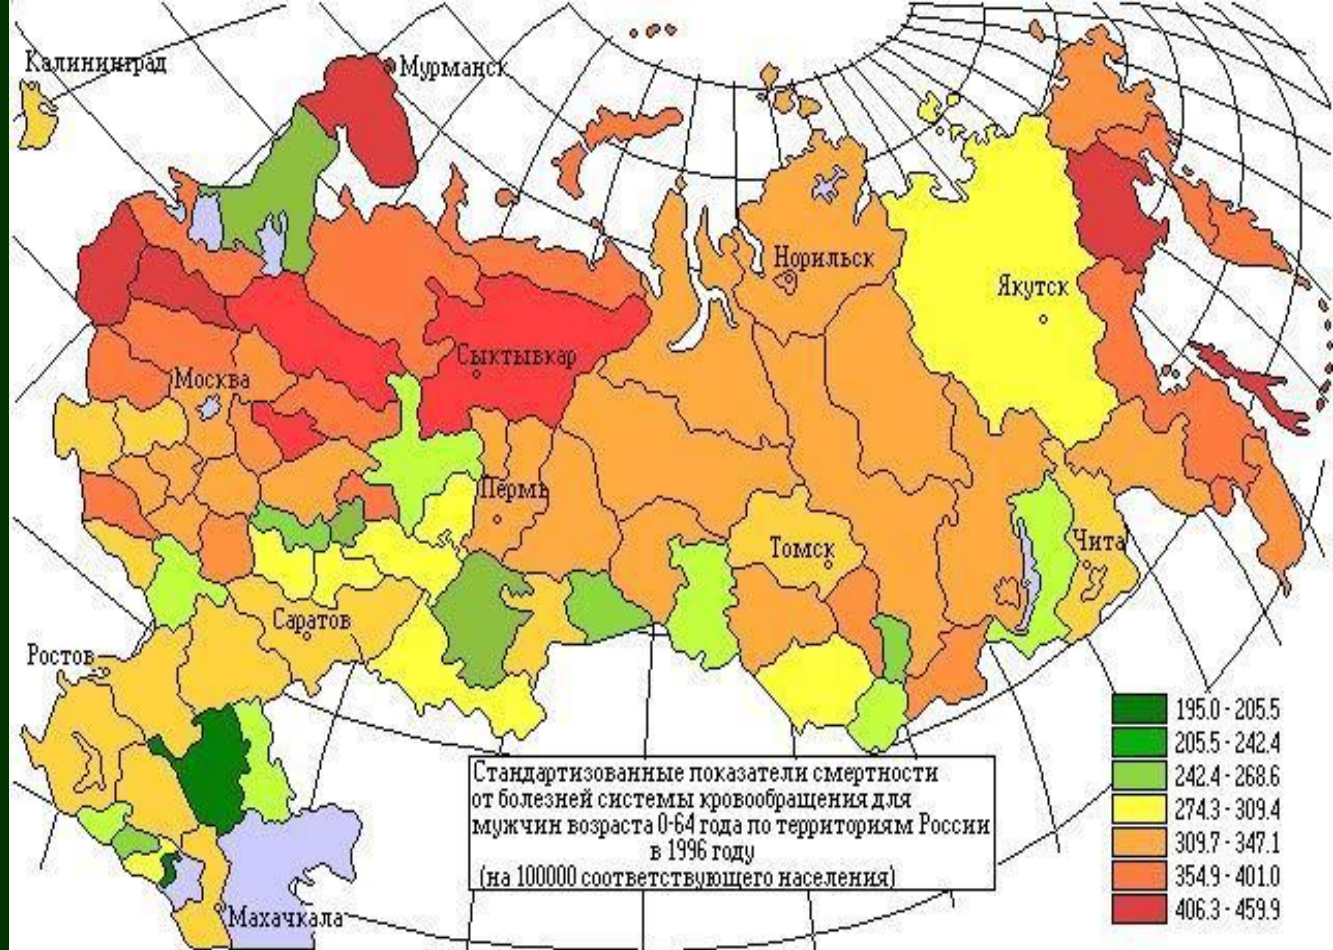 Калининград
Мурманск
Норильск
Якутск
Сыктывкар
Москва
Пермь
Томск
Чита
Саратов
Ростов
Махачкала
195.0 - 205.5
205.5 - 242.4
242.4 - 268.6
274.3 - 309.4
309.7 - 347.1
354.9 - 401.0
406.3 - 459.9
Стандартизованные показатели смертности
от болезней системы кровообращения для
мужчин возраста 0-64 года по территориям России
в 1996 году
(на 100000 соответствующего населения)